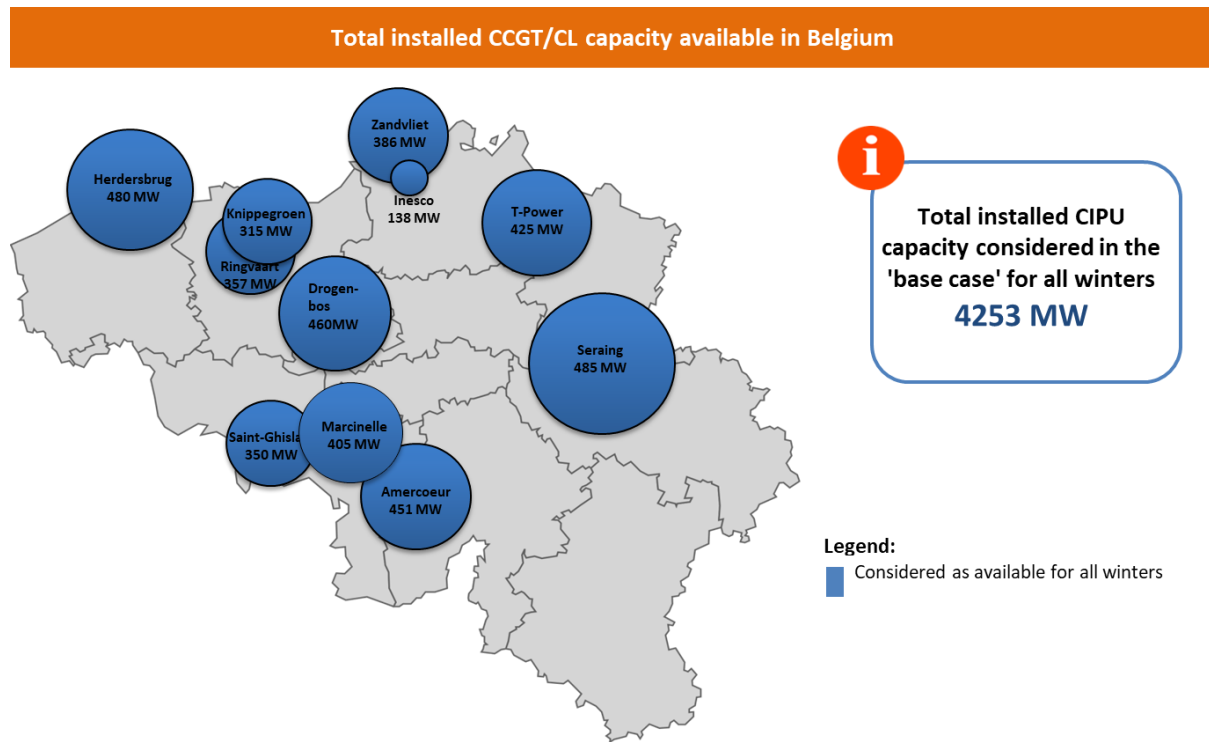 Total installed CCGT/CL capacity available in Belgium
Zandvliet
386 MW
Herdersbrug
480 MW
Inesco
138 MW
Knippegroen
315 MW
T-Power
425 MW
Ringvaart
357 MW
Drogen-
bos
460MW
Seraing
485 MW
Marcinelle
405 MW
Saint-Ghisla
350 MW
Amercoeur
451 MW
i
Total installed CIPU
capacity considered in the
'base case' for all winters
4253 MW
Legend:
Considered as available for all winters